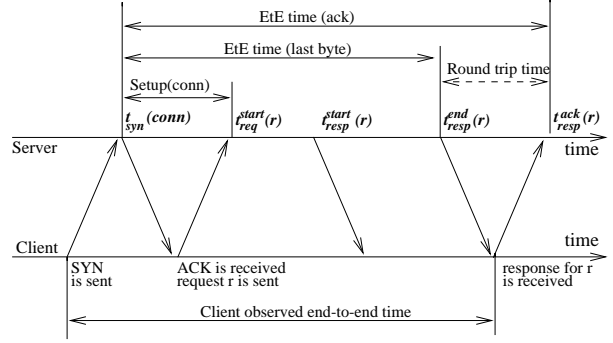 EtE time (ack)
EtE time (last byte)
Round trip time
Setup(conn)
t_syn(conn)
t_req^start(r)
t_resp^start(r)
t_resp^end(r)
t_resp^ack(r)
Server
time
Client
time
SYN
is sent
ACK is received
request r is sent
response for r
is received
Client observed end-to-end time